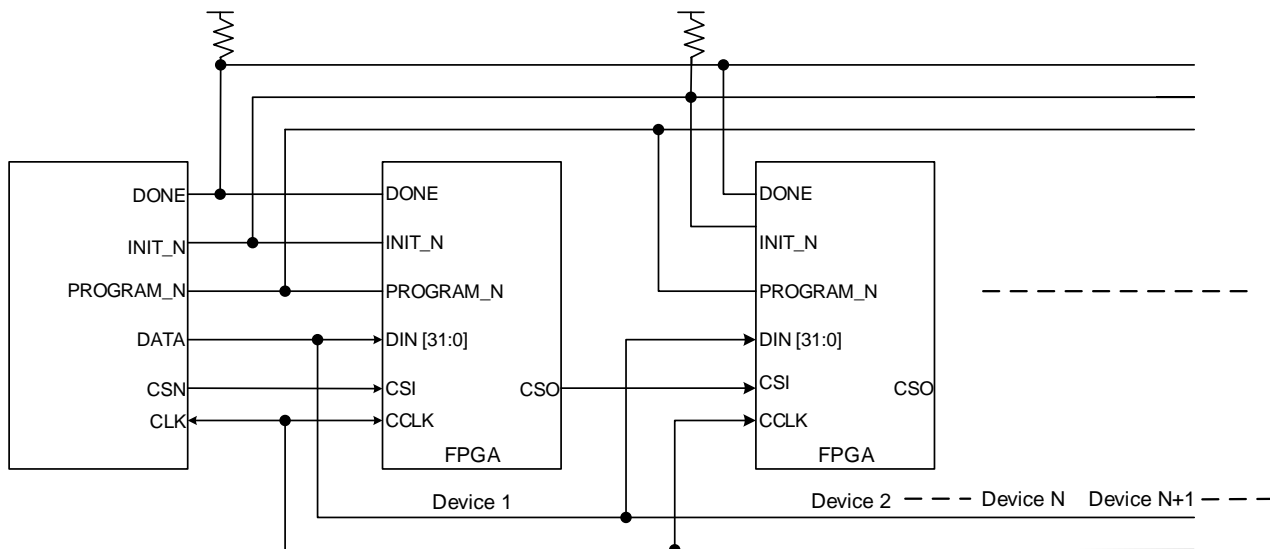 DONE
INIT_N
PROGRAM_N
DATA
CSN
CLK
DONE
INIT_N
PROGRAM_N
DIN [31:0]
CSI
CSO
CCLK
FPGA
Device 1
DONE
INIT_N
PROGRAM_N
DIN [31:0]
CSI
CSO
CCLK
FPGA
Device 2
Device N
Device N+1